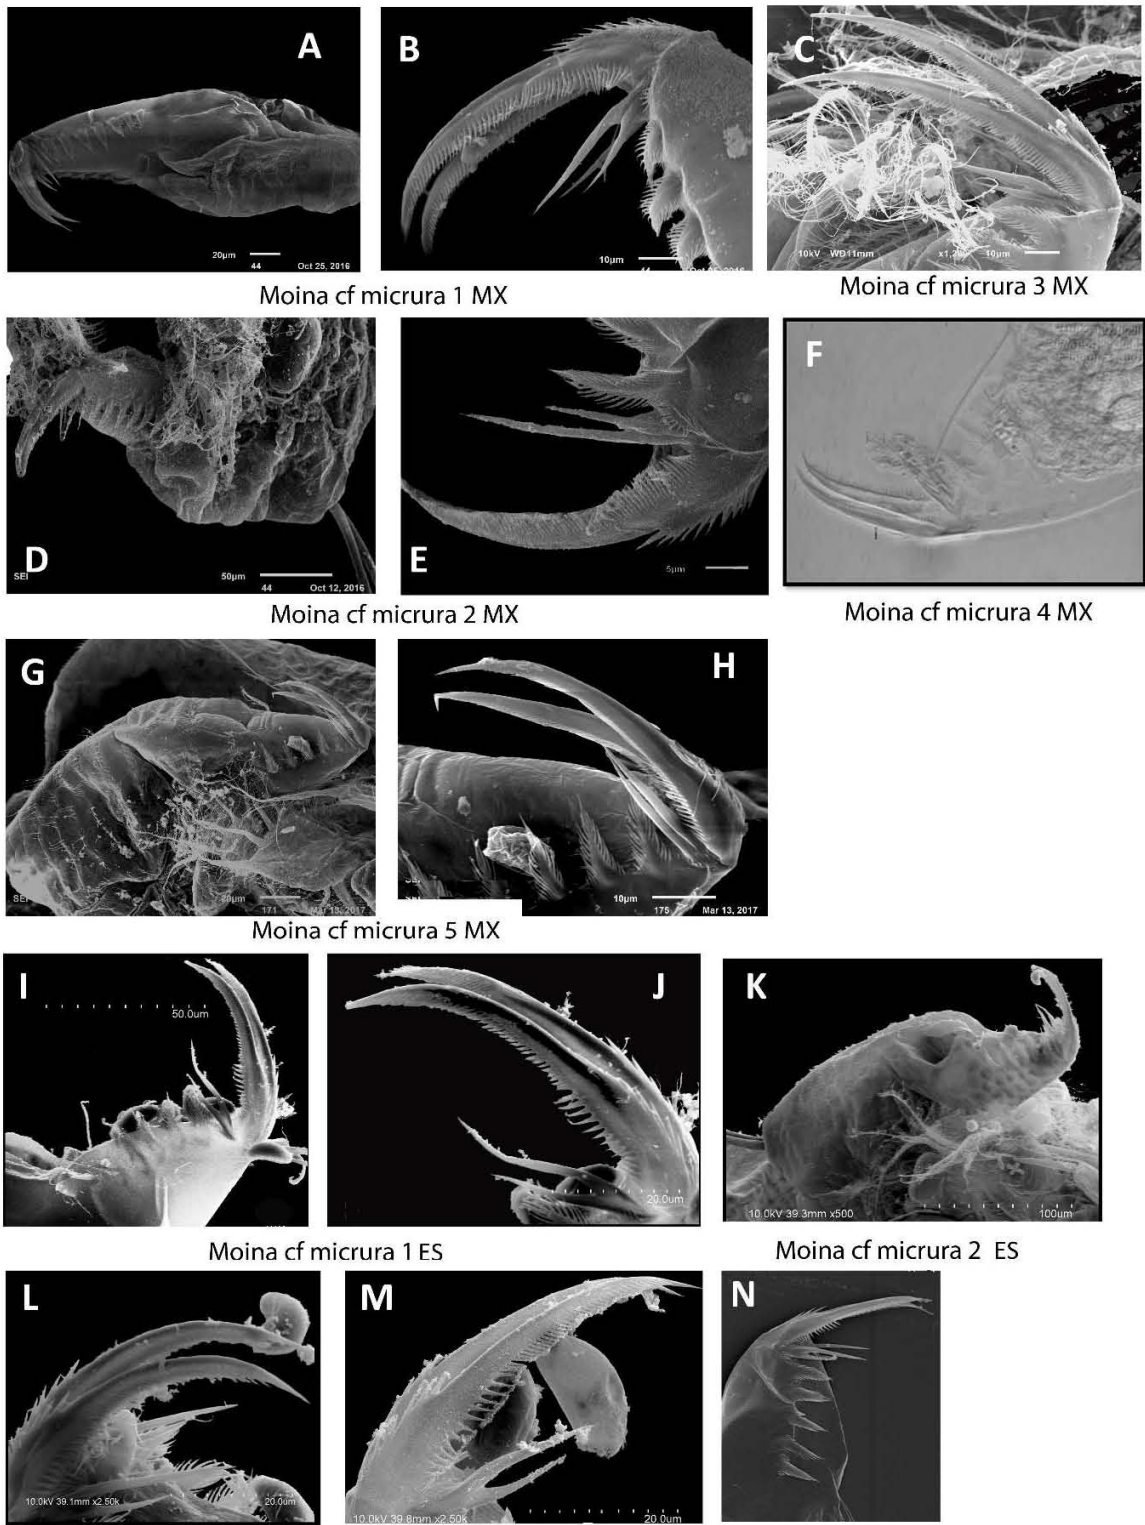 A
20µm
44 Oct 25, 2016
B
10µm
C
10kV WD11mm 10µm
Moina cf micrura 1 MX
Moina cf micrura 3 MX
D
SEI 50µm
44 Oct 12, 2016
E
5µm
F
Moina cf micrura 2 MX
Moina cf micrura 4 MX
G
SEI
171 Mar 13, 2017
H
10µm
175 Mar 13, 2017
Moina cf micrura 5 MX
I
50.0um
J
20.0um
K
10.0kV 39.3mm x500 100um
Moina cf micrura 1 ES
Moina cf micrura 2 ES
L
10.0kV 39.1mm x2.50k 20.0um
M
10.0kV 39.8mm x2.50k 20.0um
N